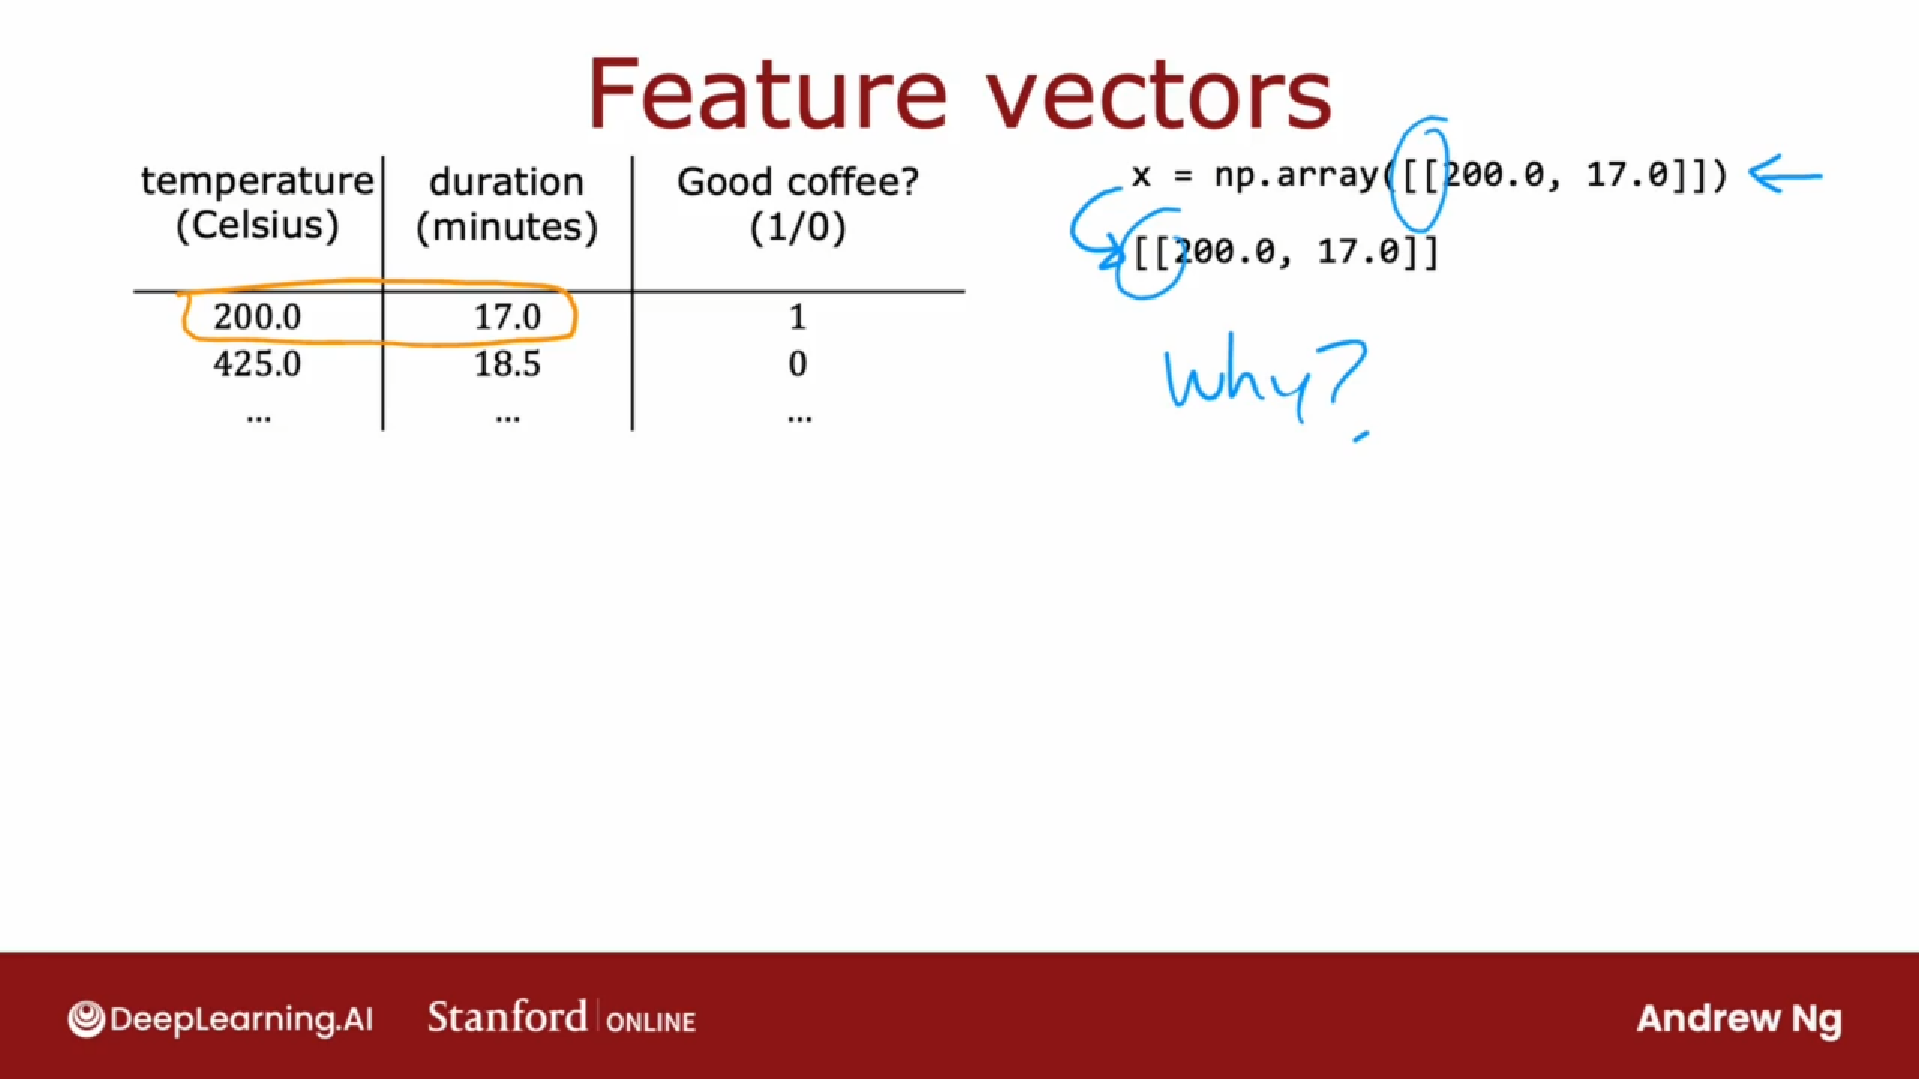 Feature vectors
temperature
(Celsius)
duration
(minutes)
Good coffee?
(1/0)
200.0 17.0 1
425.0 18.5 0
... ... ...
x = np.array([[200.0, 17.0]])
[[200.0, 17.0]]
Why?
DeepLearning.AI
Stanford ONLINE
Andrew Ng